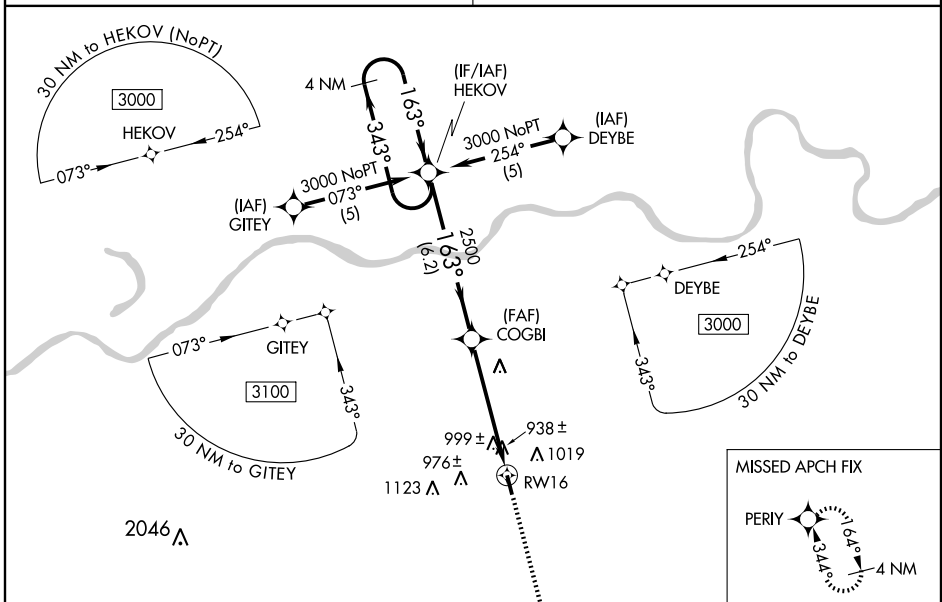 30 NM to HEKOV (NoPT)
3000
HEKOV
073°
254°
4 NM
163°
343°
(IF/IAF)
HEKOV
3000 NoPT
254°
(5)
(IAF)
DEYBE
3000 NoPT
073°
(5)
(IAF)
GITEY
2500
163°
(6.2)
(FAF)
COGBI
073°
GITEY
3100
343°
30 NM to GITEY
254°
DEYBE
3000
343°
30 NM to DEYBE
938 ±
999 ±
1019
976 ±
1123
RW16
2046
MISSED APCH FIX
PERIY
164°
344°
4 NM